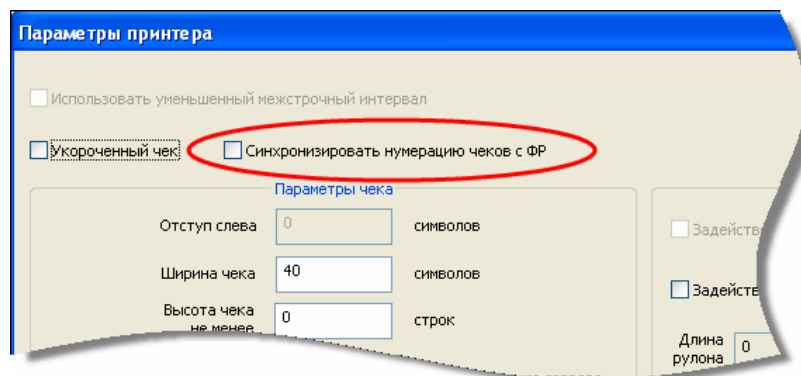 Параметры принтера
Использовать уменьшенный межстрочный интервал
Укороченный чек
Синхронизировать нумерацию чеков с ФР
Параметры чека
Отступ слева 0 символов
Ширина чека 40 символов
Высота чека
не менее 0 строк
Задейств
Задейств
Длина
рулона 0